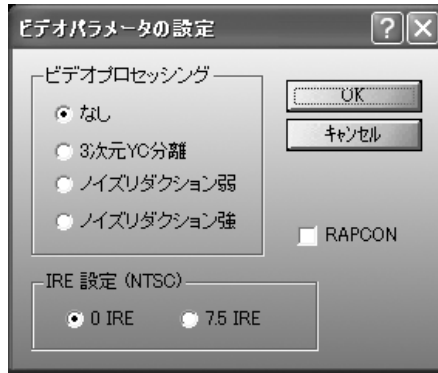 ビデオパラメータの設定
ビデオプロセッシング
なし
3次元YC分離
ノイズリダクション弱
ノイズリダクション強
OK
キャンセル
RAPCON
IRE 設定 (NTSC)
0 IRE
7.5 IRE